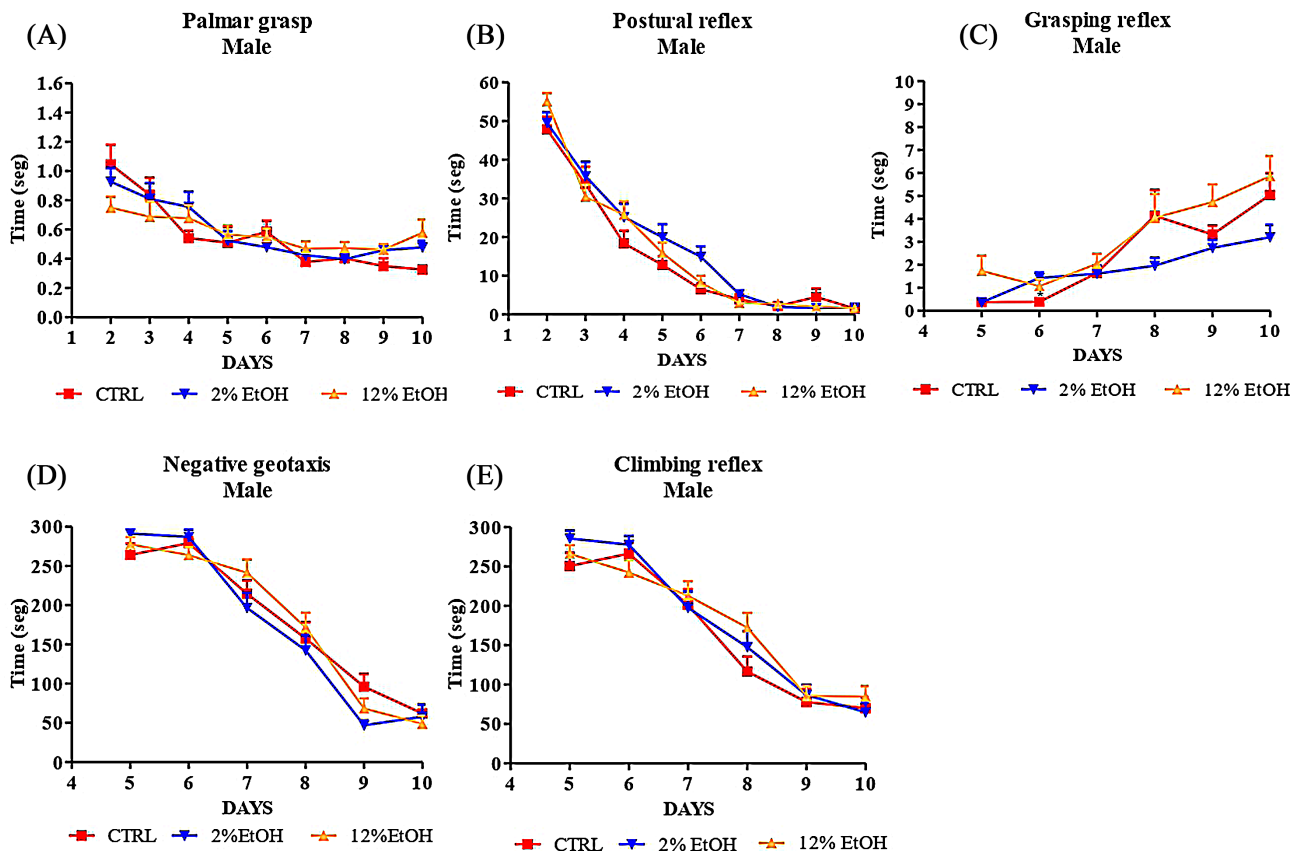 (A)
Palmar grasp
Male
Time (seg)
1.6
1.4
1.2
1.0
0.8
0.6
0.4
0.2
0.0
1 2 3 4 5 6 7 8 9 10
DAYS
CTRL 2% EtOH 12% EtOH
(B)
Postural reflex
Male
Time (seg)
60
50
40
30
20
10
0
1 2 3 4 5 6 7 8 9 10
DAYS
CTRL 2% EtOH 12% EtOH
(C)
Grasping reflex
Male
Time (seg)
10
9
8
7
6
5
4
3
2
1
0
*
4 5 6 7 8 9 10
DAYS
CTRL 2% EtOH 12% EtOH
(D)
Negative geotaxis
Male
Time (seg)
300
250
200
150
100
50
0
4 5 6 7 8 9 10
DAYS
CTRL 2%EtOH 12%EtOH
(E)
Climbing reflex
Male
Time (seg)
300
250
200
150
100
50
0
4 5 6 7 8 9 10
DAYS
CTRL 2% EtOH 12% EtOH